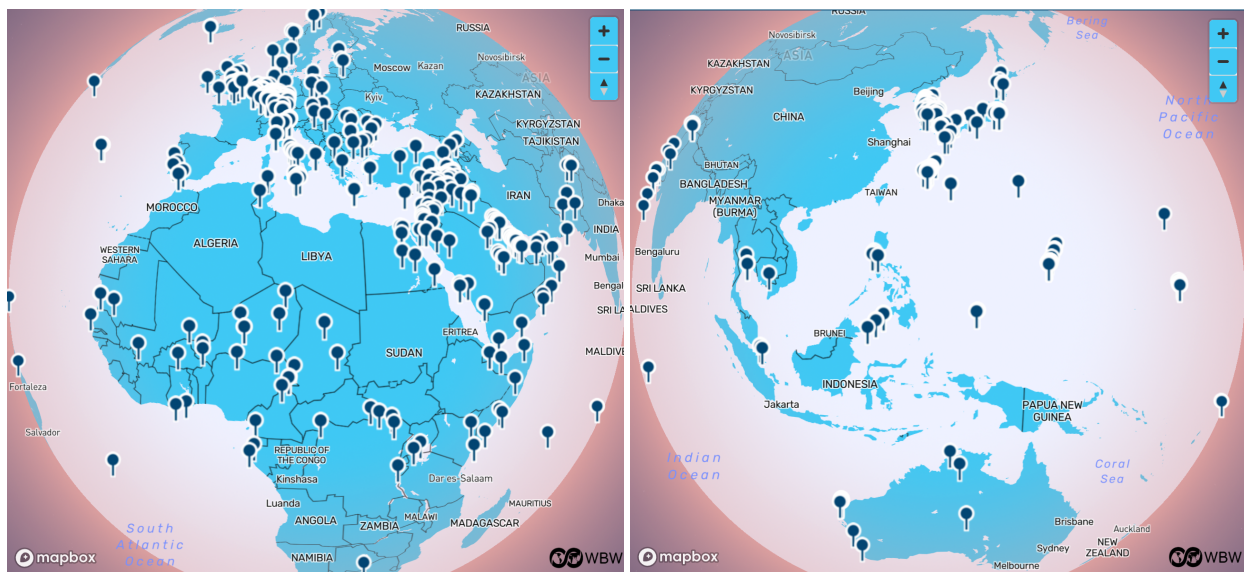 RUSSIA
Novosibirsk
Moscow
Kazan
ASIA
Kyiv
KAZAKHSTAN
KYRGYZSTAN
TAJIKISTAN
IRAN
MOROCCO
Dhaka
ALGERIA
LIBYA
INDIA
WESTERN
SAHARA
Mumbai
SRI LA
MALDIVE
ERITREA
SUDAN
Fortaleza
Salvador
REPUBLIC OF
THE CONGO
Kinshasa
Dar es-Salaam
Luanda
ANGOLA
ZAMBIA
MALAWI
MAURITIUS
MADAGASCAR
NAMIBIA
South
Atlantic
Ocean
mapbox
WBW
+
−
RUSSIA
Bering
Sea
Novosibirsk
ASIA
KAZAKHSTAN
KYRGYZSTAN
Beijing
CHINA
North
Pacific
Ocean
Shanghai
BHUTAN
BANGLADESH
MYANMAR
(BURMA)
TAIWAN
Bengaluru
SRI LANKA
ALDIVES
BRUNEI
INDONESIA
Jakarta
PAPUA NEW
GUINEA
Indian
Ocean
Coral
Sea
Brisbane
Auckland
Sydney
NEW
ZEALAND
Melbourne
mapbox
WBW
+
−